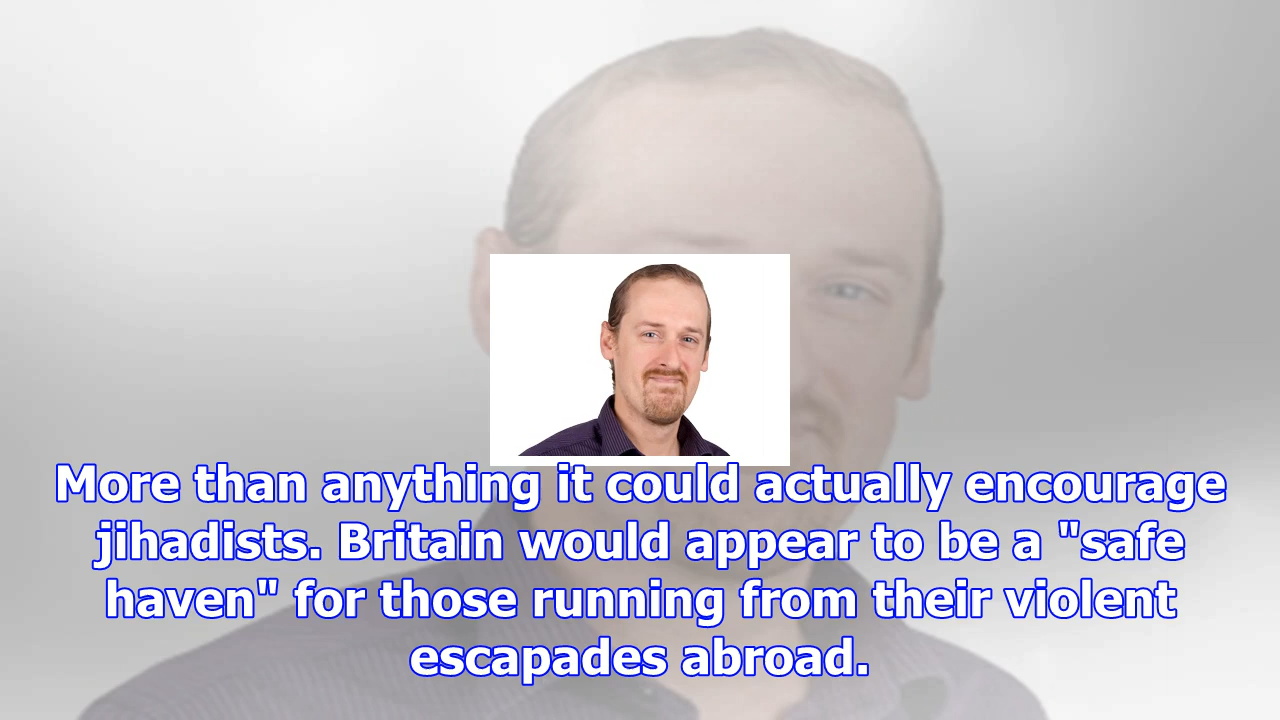 More than anything it could actually encourage
jihadists. Britain would appear to be a "safe
haven" for those running from their violent
escapades abroad.